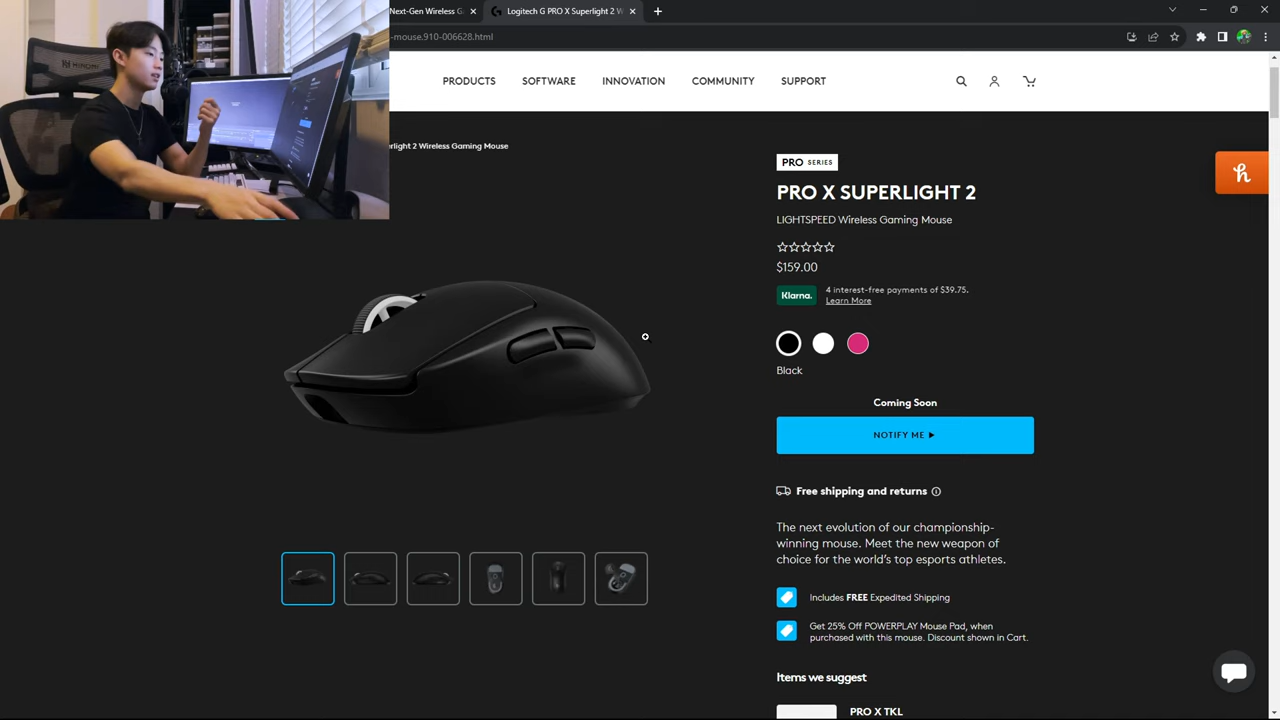 Next-Gen Wireless Ga
Logitech G PRO X Superlight 2 W
-mouse.910-006628.html
PRODUCTS
SOFTWARE
INNOVATION
COMMUNITY
SUPPORT
rlight 2 Wireless Gaming Mouse
PRO SERIES
PRO X SUPERLIGHT 2
LIGHTSPEED Wireless Gaming Mouse
$159.00
Klarna.
4 interest-free payments of $39.75.
Learn More
Black
Coming Soon
NOTIFY ME
Free shipping and returns
The next evolution of our championship-
winning mouse. Meet the new weapon of
choice for the world's top esports athletes.
Includes FREE Expedited Shipping
Get 25% Off POWERPLAY Mouse Pad, when
purchased with this mouse. Discount shown in Cart.
Items we suggest
PRO X TKL